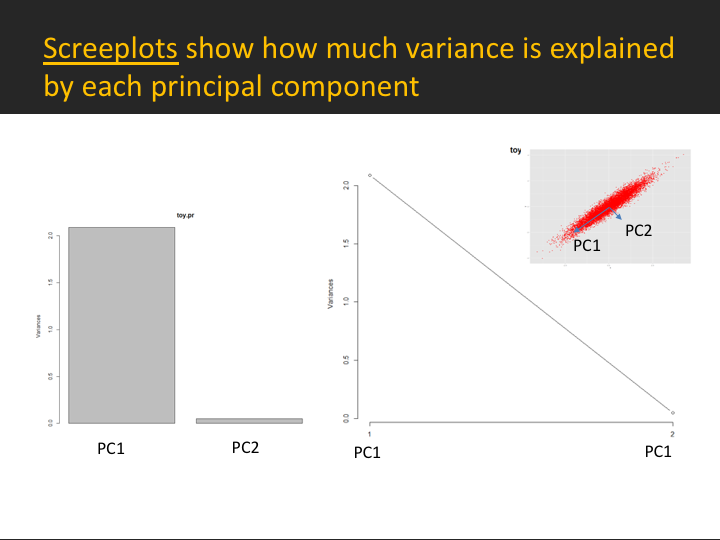 Screeplots show how much variance is explained
by each principal component
toy.pr
Variances
2.0
1.5
1.0
0.5
0.0
PC1
PC2
toy
Variances
2.0
1.5
1.0
0.5
0.0
1
2
PC1
PC1
PC1
PC2